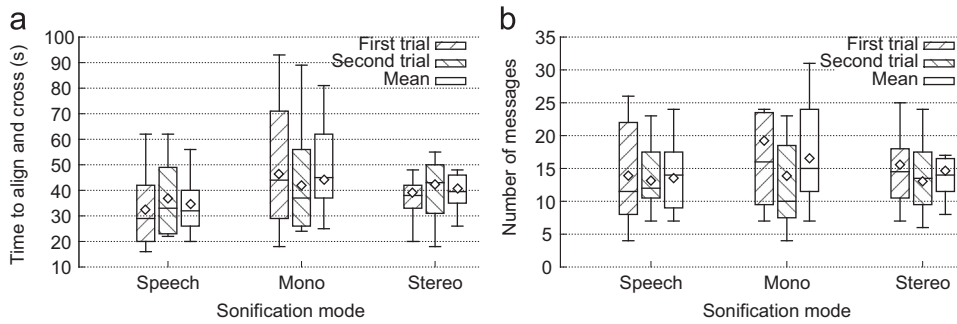 a
Time to align and cross (s)
100
90
80
70
60
50
40
30
20
10
First trial
Second trial
Mean
Speech
Mono
Stereo
Sonification mode
b
Number of messages
35
30
25
20
15
10
5
0
First trial
Second trial
Mean
Speech
Mono
Stereo
Sonification mode